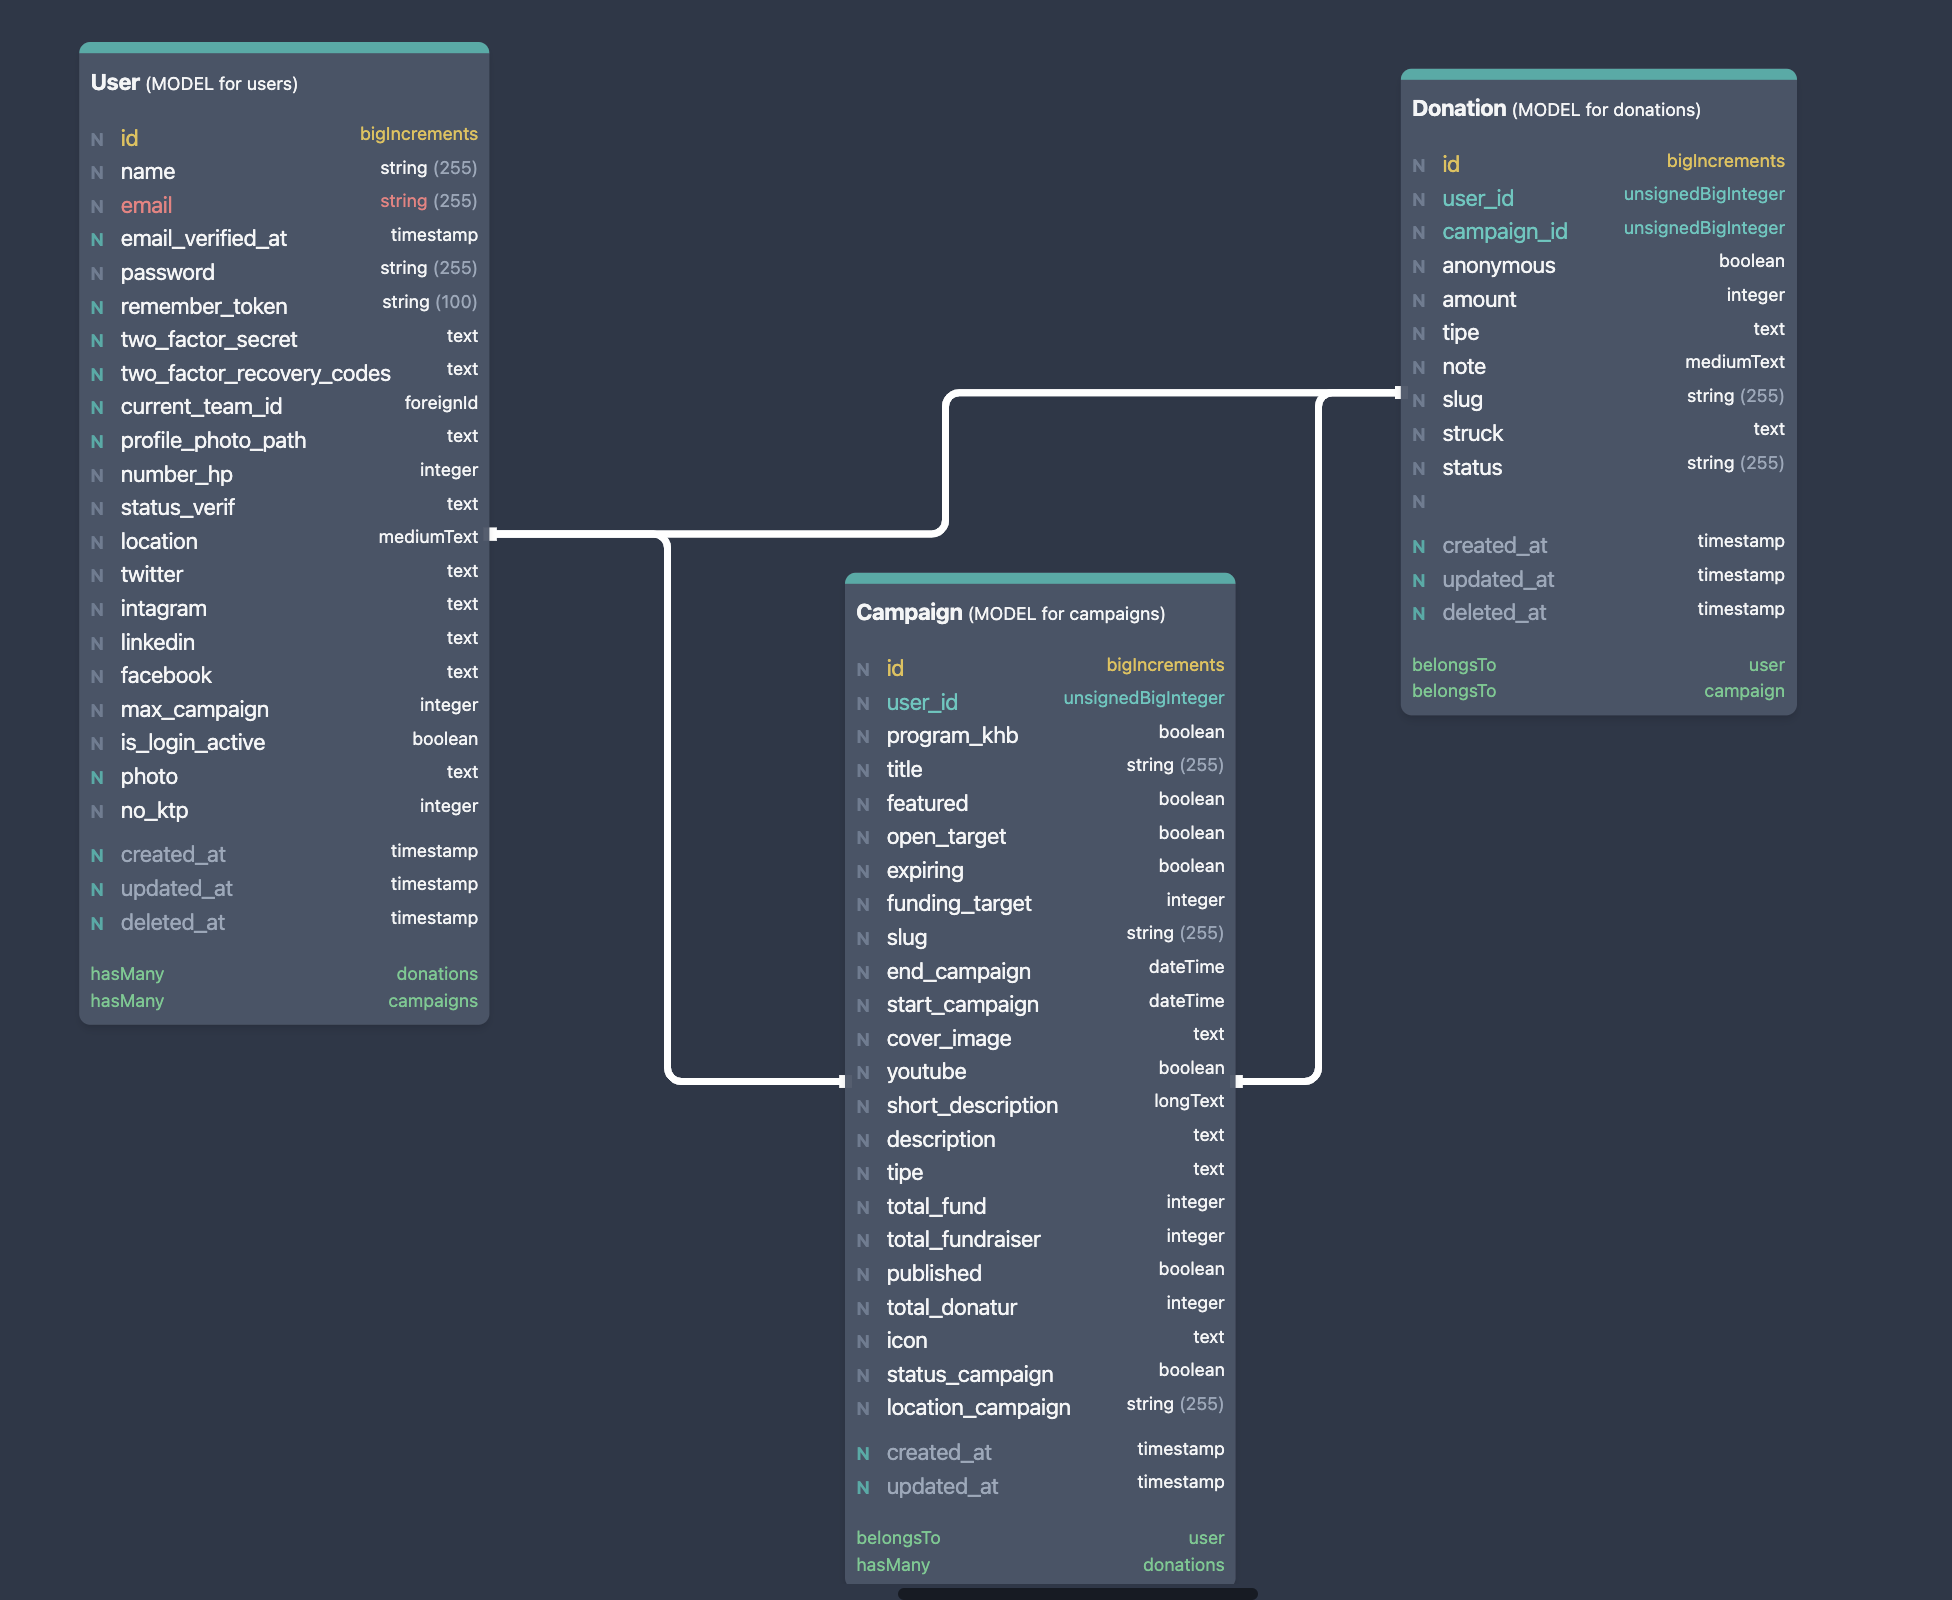 User (MODEL for users)
N id bigIncrements
N name string (255)
N email string (255)
N email_verified_at timestamp
N password string (255)
N remember_token string (100)
N two_factor_secret text
N two_factor_recovery_codes text
N current_team_id foreignId
N profile_photo_path text
N number_hp integer
N status_verif text
N location mediumText
N twitter text
N intagram text
N linkedin text
N facebook text
N max_campaign integer
N is_login_active boolean
N photo text
N no_ktp integer
N created_at timestamp
N updated_at timestamp
N deleted_at timestamp
hasMany donations
hasMany campaigns
Campaign (MODEL for campaigns)
N id bigIncrements
N user_id unsignedBigInteger
N program_khb boolean
N title string (255)
N featured boolean
N open_target boolean
N expiring boolean
N funding_target integer
N slug string (255)
N end_campaign dateTime
N start_campaign dateTime
N cover_image text
N youtube boolean
N short_description longText
N description text
N tipe text
N total_fund integer
N total_fundraiser integer
N published boolean
N total_donatur integer
N icon text
N status_campaign boolean
N location_campaign string (255)
N created_at timestamp
N updated_at timestamp
belongsTo user
hasMany donations
Donation (MODEL for donations)
N id bigIncrements
N user_id unsignedBigInteger
N campaign_id unsignedBigInteger
N anonymous boolean
N amount integer
N tipe text
N note mediumText
N slug string (255)
N struck text
N status string (255)
N
N created_at timestamp
N updated_at timestamp
N deleted_at timestamp
belongsTo user
belongsTo campaign